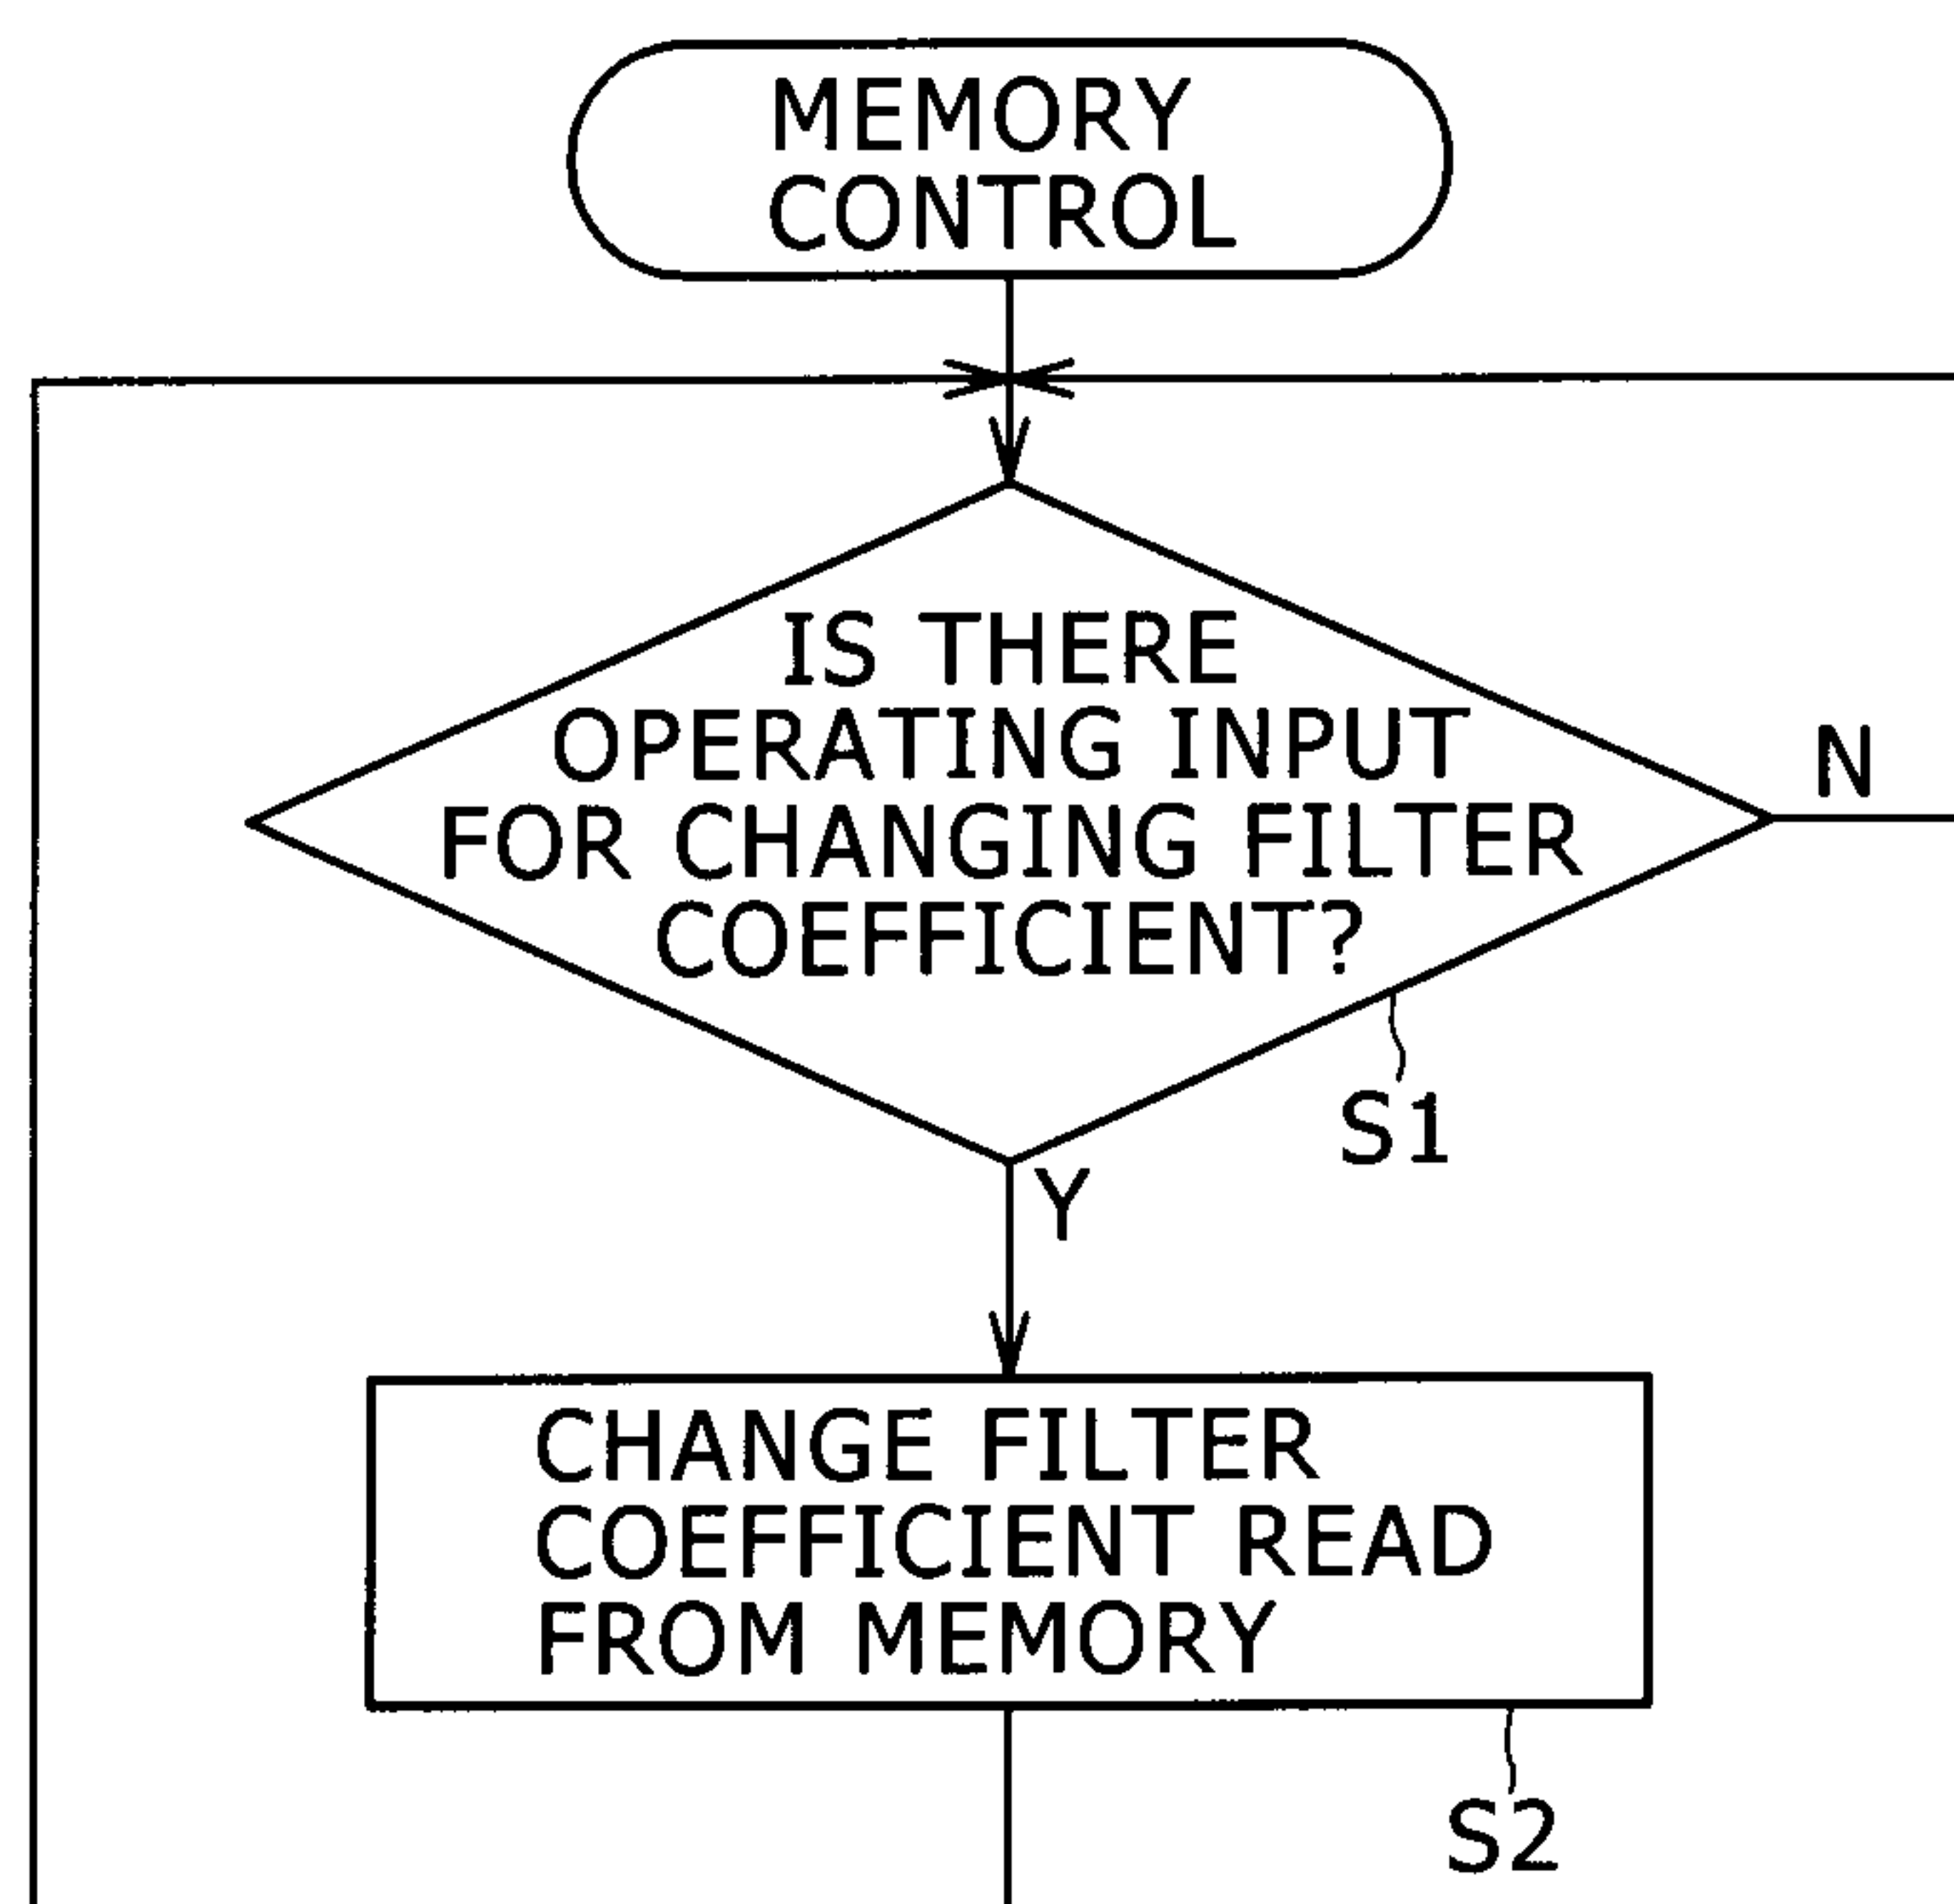 MEMORY
CONTROL
IS THERE
OPERATING INPUT
FOR CHANGING FILTER
COEFFICIENT?
N
S1
Y
CHANGE FILTER
COEFFICIENT READ
FROM MEMORY
S2